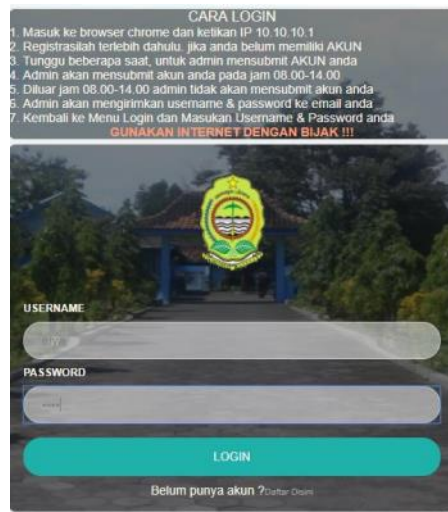 CARA LOGIN
1. Masuk ke browser chrome dan ketikan IP 10.10.10.1
2. Registrasilah terlebih dahulu. jika anda belum memiliki AKUN
3. Tunggu beberapa saat, untuk admin mensubmit AKUN anda
4. Admin akan mensubmit akun anda pada jam 08.00-14.00
5. Diluar jam 08.00-14.00 admin tidak akan mensubmit akun anda
6. Admin akan mengirimkan username & password ke email anda
7. Kembali ke Menu Login dan Masukan Username & Password anda
GUNAKAN INTERNET DENGAN BIJAK !!!
USERNAME
PASSWORD
LOGIN
Belum punya akun ?Daftar Disini